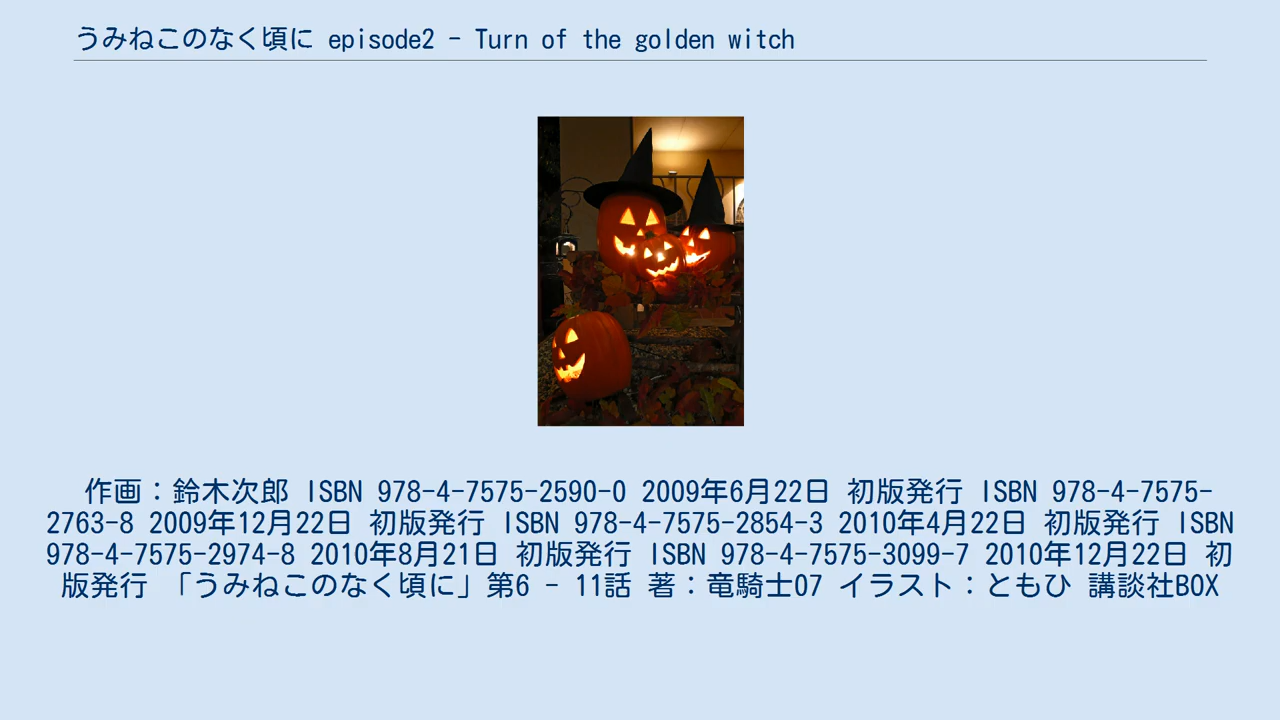 うみねこのなく頃に episode2 - Turn of the golden witch
作画：鈴木次郎 ISBN 978-4-7575-2590-0 2009年6月22日 初版発行 ISBN 978-4-7575-
2763-8 2009年12月22日 初版発行 ISBN 978-4-7575-2854-3 2010年4月22日 初版発行 ISBN
978-4-7575-2974-8 2010年8月21日 初版発行 ISBN 978-4-7575-3099-7 2010年12月22日 初
版発行 「うみねこのなく頃に」第6 - 11話 著：竜騎士07 イラスト：ともひ 講談社BOX